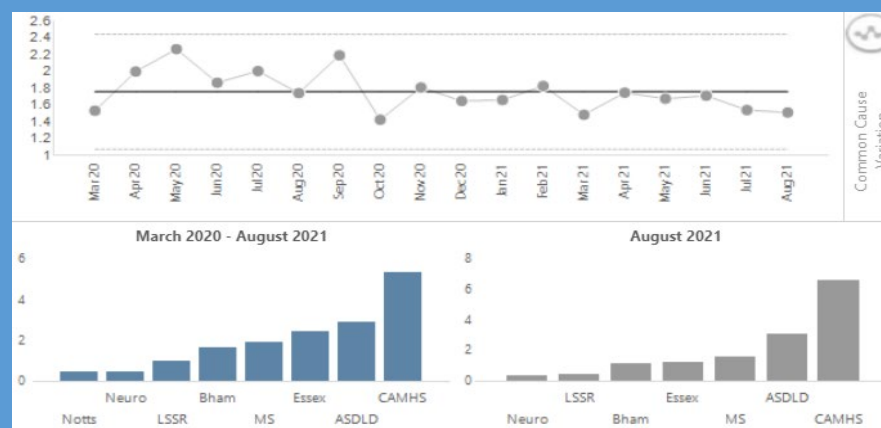 2.6
2.4
2.2
2
1.8
1.6
1.4
1.2
1
Mar20
Apr20
May20
Jun20
Jul20
Aug20
Sep20
Oct20
Nov20
Dec20
Jan21
Feb21
Mar21
Apr21
May21
Jun21
Jul21
Aug21
Common Cause
Variation
March 2020 - August 2021
6
4
2
0
Neuro Bham Essex CAMHS
Notts LSSR MS ASDLD
August 2021
8
6
4
2
0
LSSR Essex ASDLD
Neuro Bham MS CAMHS